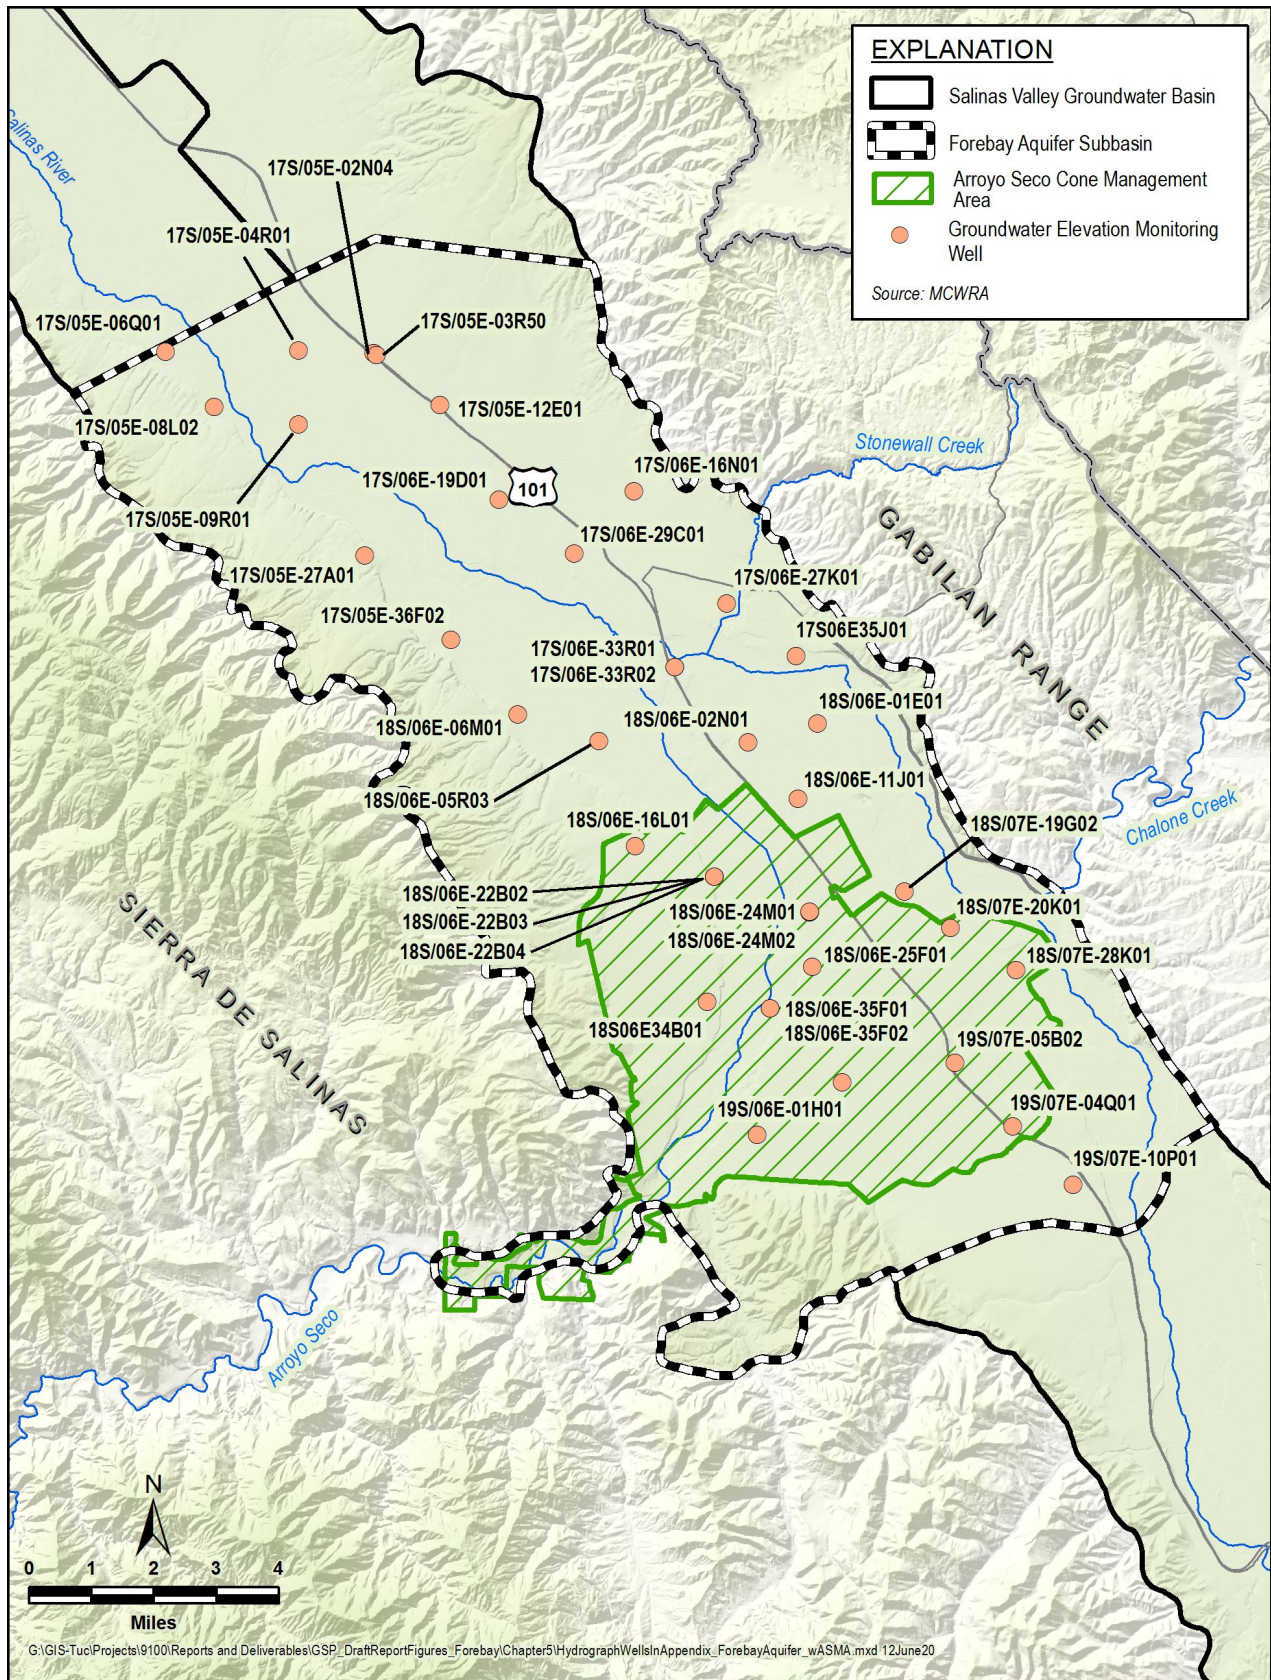 EXPLANATION
Salinas Valley Groundwater Basin
Forebay Aquifer Subbasin
Arroyo Seco Cone Management
Area
Groundwater Elevation Monitoring
Well
Source: MCWRA
Salinas River
17S/05E-02N04
17S/05E-04R01
17S/05E-06Q01
17S/05E-03R50
17S/05E-08L02
17S/05E-12E01
Stonewall Creek
17S/06E-16N01
17S/06E-19D01
101
17S/05E-09R01
GABILAN RANGE
17S/06E-29C01
17S/05E-27A01
17S/06E-27K01
17S/05E-36F02
17S06E35J01
17S/06E-33R01
17S/06E-33R02
18S/06E-01E01
18S/06E-02N01
18S/06E-06M01
18S/06E-11J01
18S/06E-05R03
Chalone Creek
18S/06E-16L01
18S/07E-19G02
18S/06E-22B02
18S/06E-22B03
18S/06E-22B04
18S/06E-24M01
18S/06E-24M02
18S/07E-20K01
18S/06E-25F01
18S/07E-28K01
SIERRA DE SALINAS
18S06E34B01
18S/06E-35F01
18S/06E-35F02
19S/07E-05B02
19S/06E-01H01
19S/07E-04Q01
19S/07E-10P01
Arroyo Seco
N
0 1 2 3 4
Miles
G:\GIS-Tuc\Projects\9100\Reports and Deliverables\GSP_DraftReportFigures_Forebay\Chapter5\HydrographWellsInAppendix_ForebayAquifer_wASMA.mxd 12June20